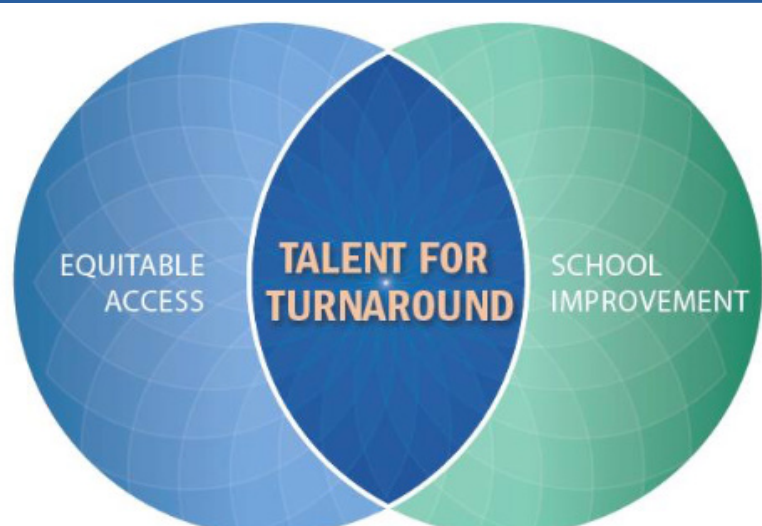 EQUITABLE
ACCESS
TALENT FOR
TURNAROUND
SCHOOL
IMPROVEMENT